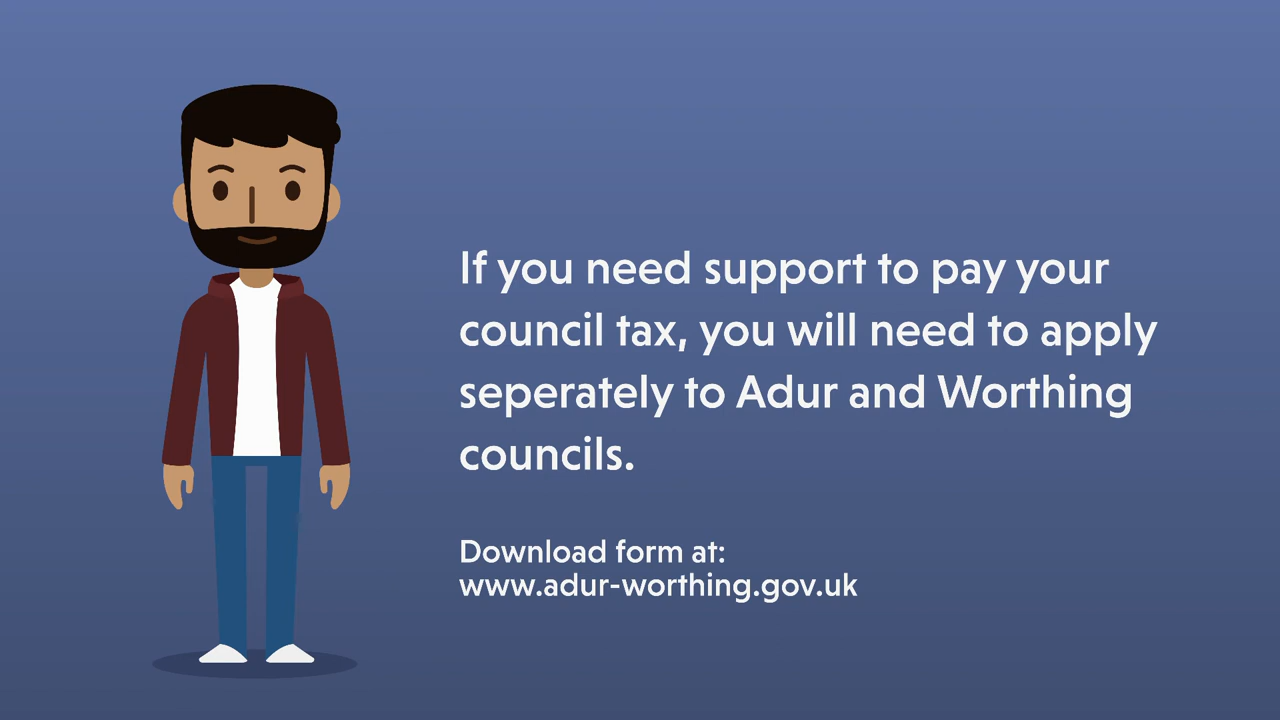 If you need support to pay your
council tax, you will need to apply
seperately to Adur and Worthing
councils.
Download form at:
www.adur-worthing.gov.uk